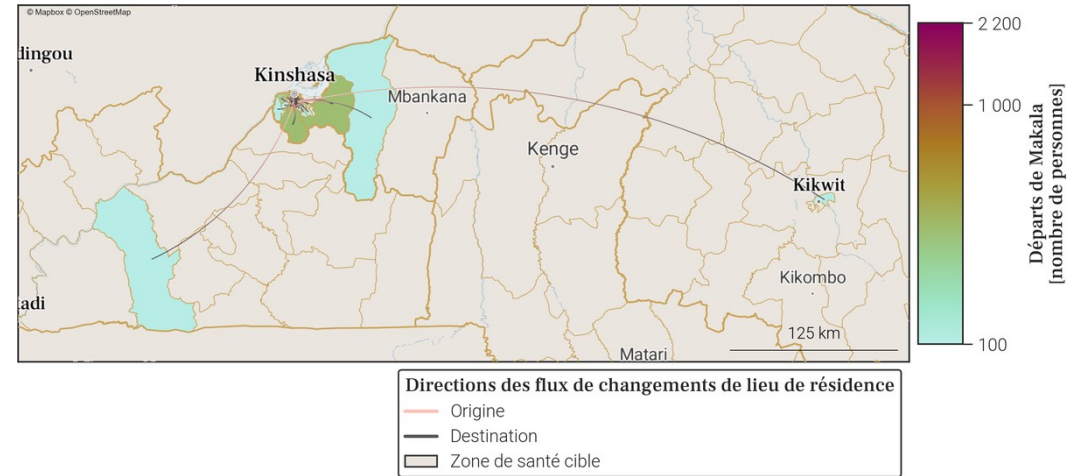 © Mapbox © OpenStreetMap
dingou
Kinshasa
Mbankana
Kenge
Kikwit
Kikombo
adi
125 km
Matari
2 200
1 000
100
Départs de Makala
[nombre de personnes]
Directions des flux de changements de lieu de résidence
Origine
Destination
Zone de santé cible